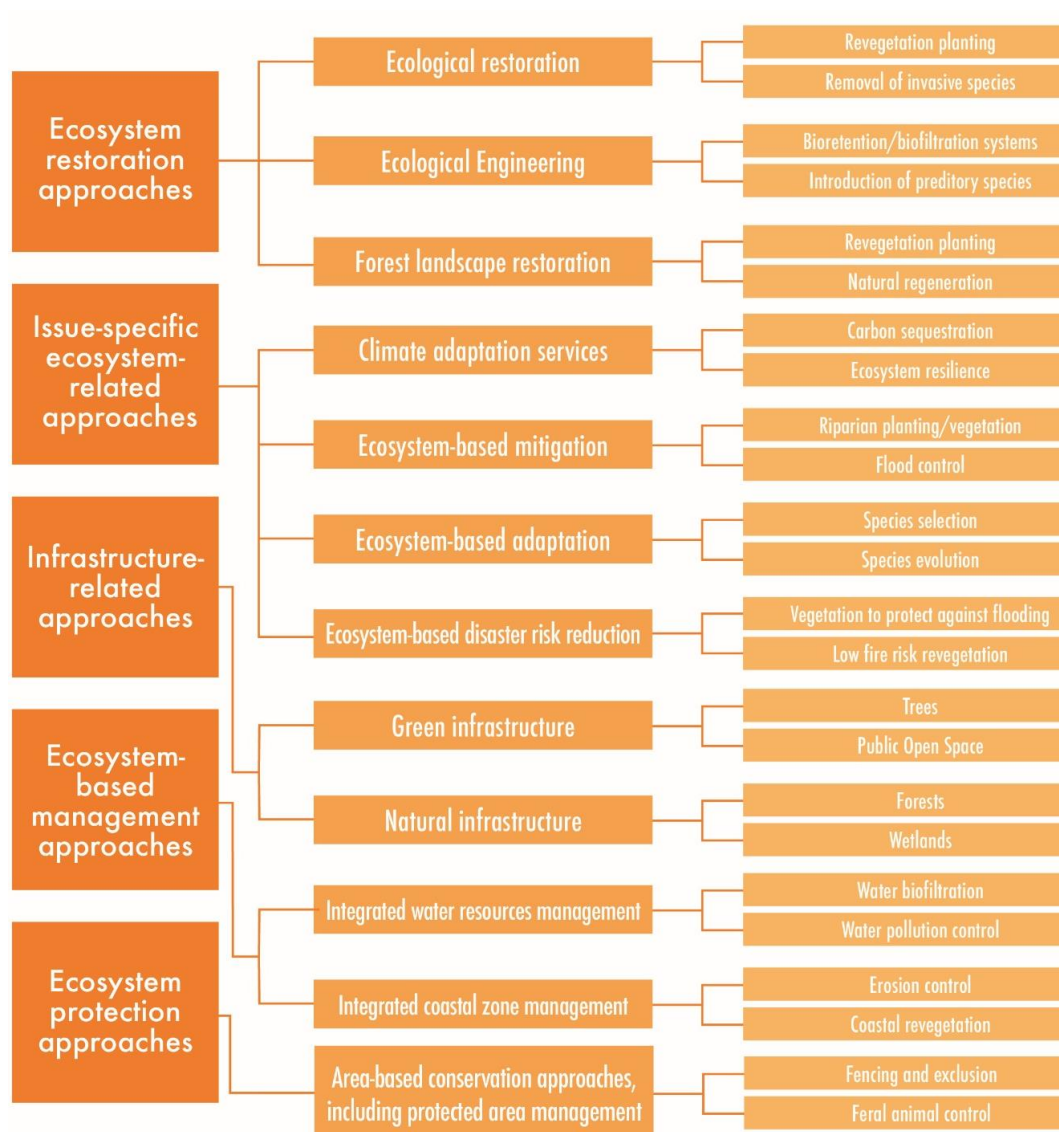 Ecosystem
restoration
approaches
Ecological restoration
Revegetation planting
Removal of invasive species
Ecological Engineering
Bioretention/biofiltration systems
Introduction of preditory species
Forest landscape restoration
Revegetation planting
Natural regeneration
Issue-specific
ecosystem-
related
approaches
Climate adaptation services
Carbon sequestration
Ecosystem resilience
Ecosystem-based mitigation
Riparian planting/vegetation
Flood control
Ecosystem-based adaptation
Species selection
Species evolution
Ecosystem-based disaster risk reduction
Vegetation to protect against flooding
Low fire risk revegetation
Infrastructure-
related
approaches
Green infrastructure
Trees
Public Open Space
Natural infrastructure
Forests
Wetlands
Ecosystem-
based
management
approaches
Integrated water resources management
Water biofiltration
Water pollution control
Integrated coastal zone management
Erosion control
Coastal revegetation
Ecosystem
protection
approaches
Area-based conservation approaches,
including protected area management
Fencing and exclusion
Feral animal control